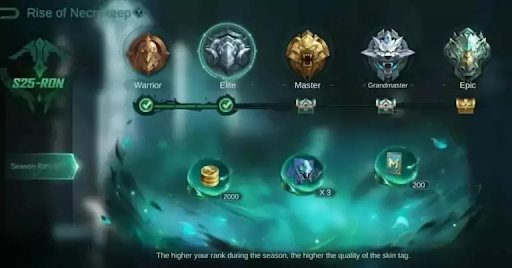 Rise of Necrokeep ?
S25-RON
Warrior
Elite
Master
Grandmaster
Epic
2000
X 3
200
The higher your rank during the season, the higher the quality of the skin tag.